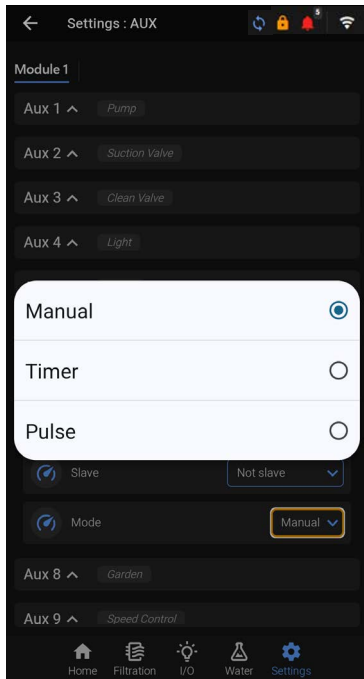 Settings : AUX
5
Module 1
Aux 1 Pump
Aux 2 Suction Valve
Aux 3 Clean Valve
Aux 4 Light
Manual
Timer
Pulse
Slave Not slave
Mode Manual
Aux 8 Garden
Aux 9 Speed Control
Home Filtration I/O Water Settings